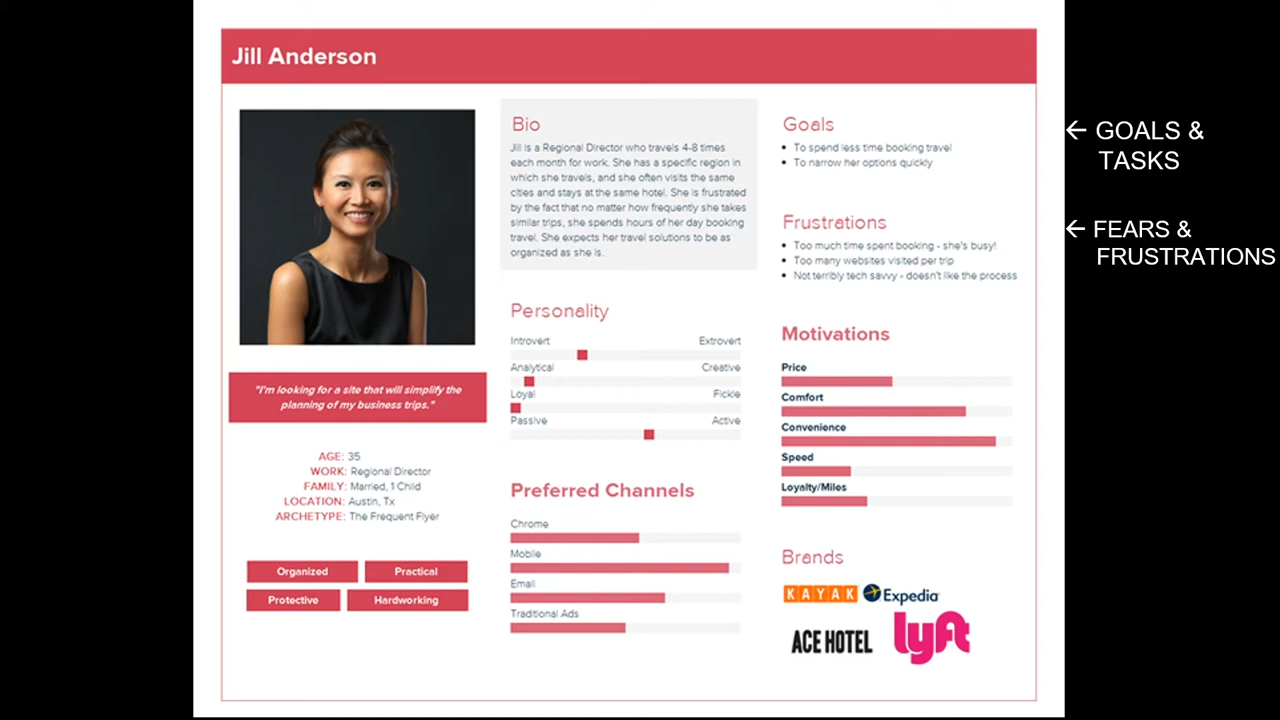 Jill Anderson
"I'm looking for a site that will simplify the
planning of my business trips."
AGE: 35
WORK: Regional Director
FAMILY: Married, 1 Child
LOCATION: Austin, Tx
ARCHETYPE: The Frequent Flyer
Organized
Practical
Protective
Hardworking
Bio
Jill is a Regional Director who travels 4-8 times
each month for work. She has a specific region in
which she travels, and she often visits the same
cities and stays at the same hotel. She is frustrated
by the fact that no matter how frequently she takes
similar trips, she spends hours of her day booking
travel. She expects her travel solutions to be as
organized as she is.
Personality
Introvert Extrovert
Analytical Creative
Loyal Fickle
Passive Active
Preferred Channels
Chrome
Mobile
Email
Traditional Ads
Goals
• To spend less time booking travel
• To narrow her options quickly
Frustrations
• Too much time spent booking - she's busy!
• Too many websites visited per trip
• Not terribly tech savvy - doesn't like the process
Motivations
Price
Comfort
Convenience
Speed
Loyalty/Miles
Brands
KAYAK Expedia
ACE HOTEL lyft
← GOALS &
TASKS
← FEARS &
FRUSTRATIONS